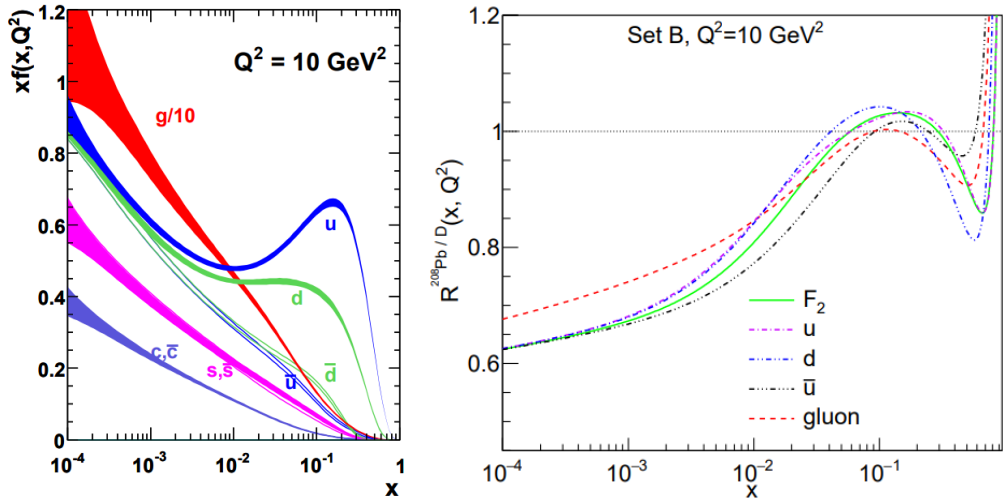 xf(x,Q²)
1.2
1
0.8
0.6
0.4
0.2
0
Q² = 10 GeV²
g/10
u
d
c,c̅
s,s̅
u̅
d̅
10⁻⁴
10⁻³
10⁻²
10⁻¹
1
x
R ²⁰⁸Pb / D (x, Q²)
1.2
1
0.8
0.6
Set B, Q²=10 GeV²
F₂
u
d
u̅
gluon
10⁻⁴
10⁻³
10⁻²
10⁻¹
x